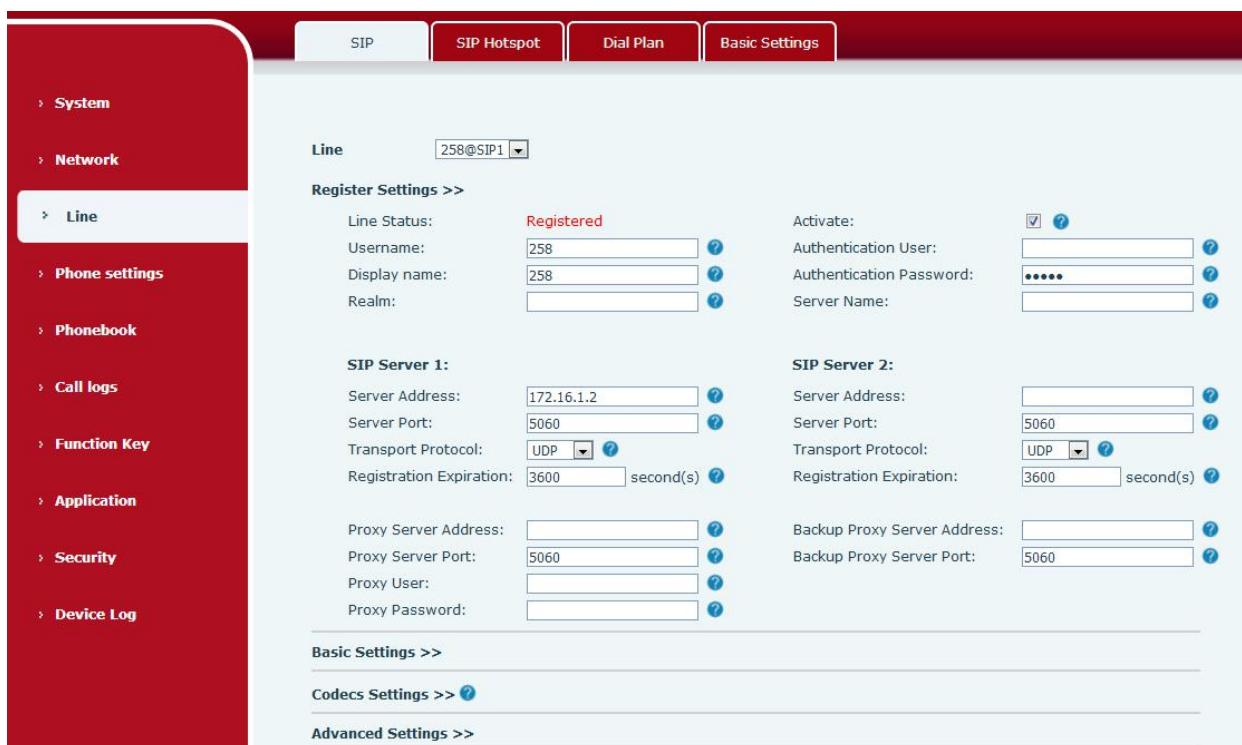 SIP SIP Hotspot Dial Plan Basic Settings
› System
› Network
› Line
› Phone settings
› Phonebook
› Call logs
› Function Key
› Application
› Security
› Device Log
Line 258@SIP1
Register Settings >>
Line Status: Registered Activate:
Username: 258 Authentication User:
Display name: 258 Authentication Password: •••••
Realm: Server Name:
SIP Server 1: SIP Server 2:
Server Address: 172.16.1.2 Server Address:
Server Port: 5060 Server Port: 5060
Transport Protocol: UDP Transport Protocol: UDP
Registration Expiration: 3600 second(s) Registration Expiration: 3600 second(s)
Proxy Server Address: Backup Proxy Server Address:
Proxy Server Port: 5060 Backup Proxy Server Port: 5060
Proxy User:
Proxy Password:
Basic Settings >>
Codecs Settings >>
Advanced Settings >>